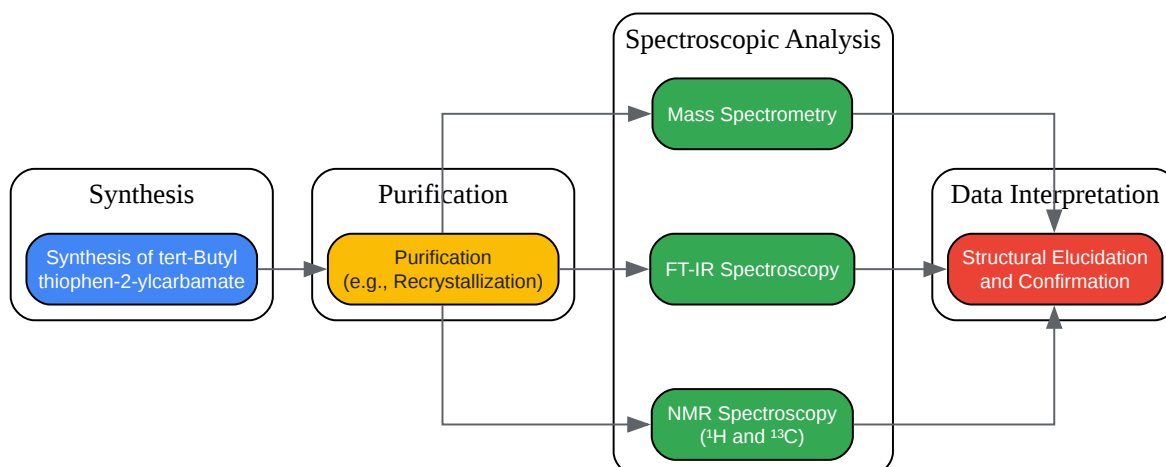 Synthesis
Synthesis of tert-Butyl
thiophen-2-ylcarbamate
Purification
Purification
(e.g., Recrystallization)
Spectroscopic Analysis
Mass Spectrometry
FT-IR Spectroscopy
NMR Spectroscopy
(¹H and ¹³C)
Data Interpretation
Structural Elucidation
and Confirmation